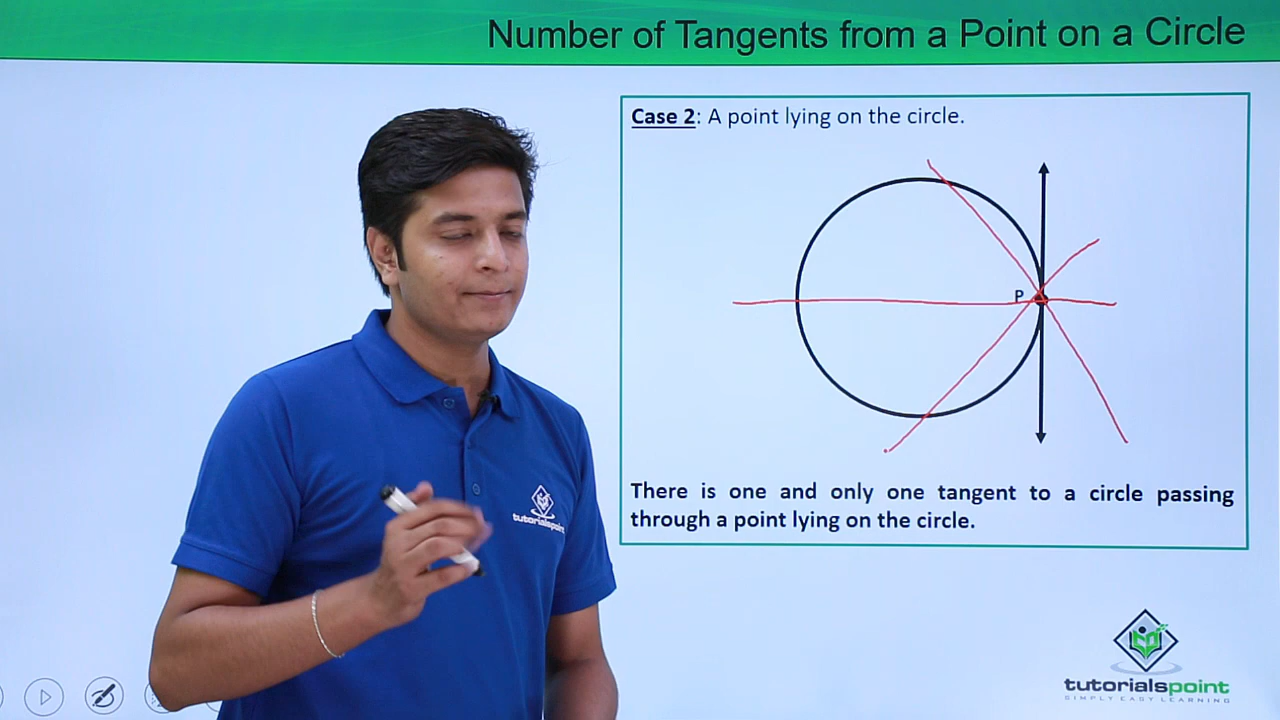 Number of Tangents from a Point on a Circle
Case 2: A point lying on the circle.
P
There is one and only one tangent to a circle passing
through a point lying on the circle.
tutorialspoint
tutorialspoint
SIMPLY EASY LEARNING